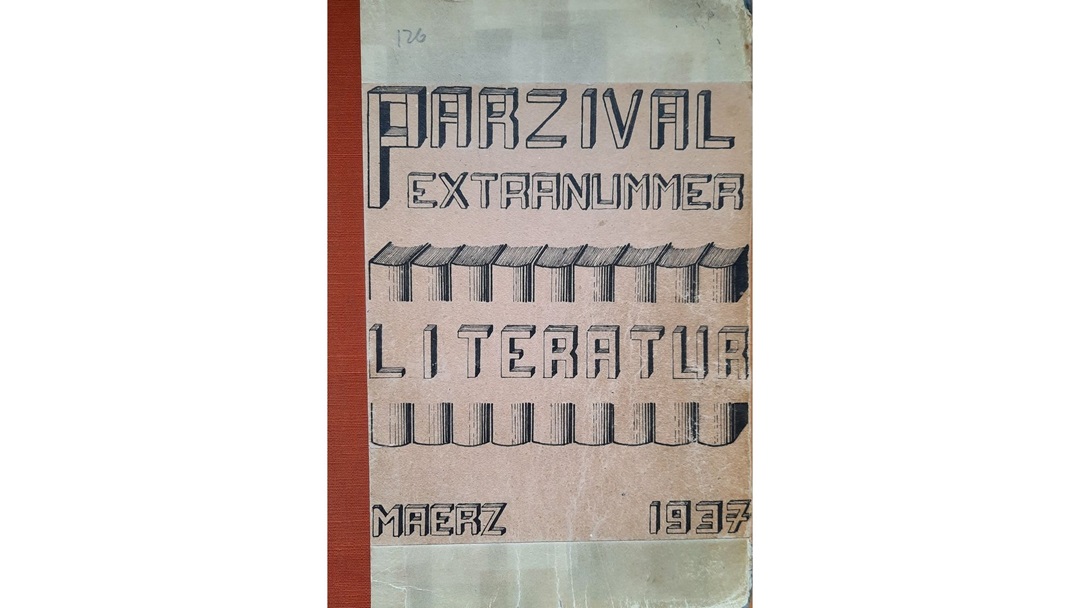 126
PARZIVAL
EXTRANUMMER
LITERATUR
MAERZ 1937